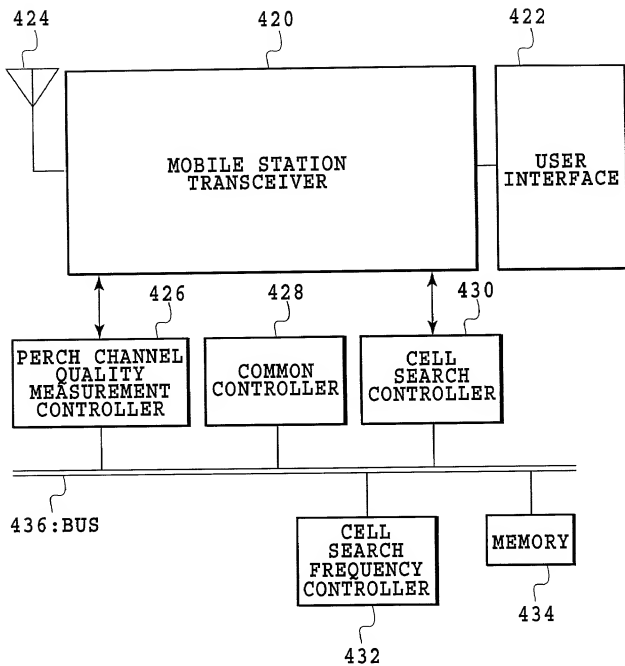 424
420
422
MOBILE STATION
TRANSCEIVER
USER
INTERFACE
426
428
430
PERCH CHANNEL
QUALITY
MEASUREMENT
CONTROLLER
COMMON
CONTROLLER
CELL
SEARCH
CONTROLLER
436:BUS
CELL
SEARCH
FREQUENCY
CONTROLLER
MEMORY
434
432